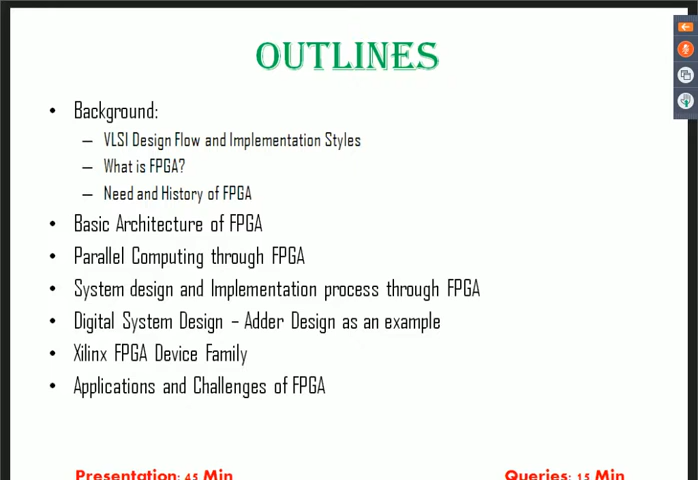 OUTLINES
• Background:
– VLSI Design Flow and Implementation Styles
– What is FPGA?
– Need and History of FPGA
• Basic Architecture of FPGA
• Parallel Computing through FPGA
• System design and Implementation process through FPGA
• Digital System Design – Adder Design as an example
• Xilinx FPGA Device Family
• Applications and Challenges of FPGA
Presentation: 45 Min Queries: 15 Min